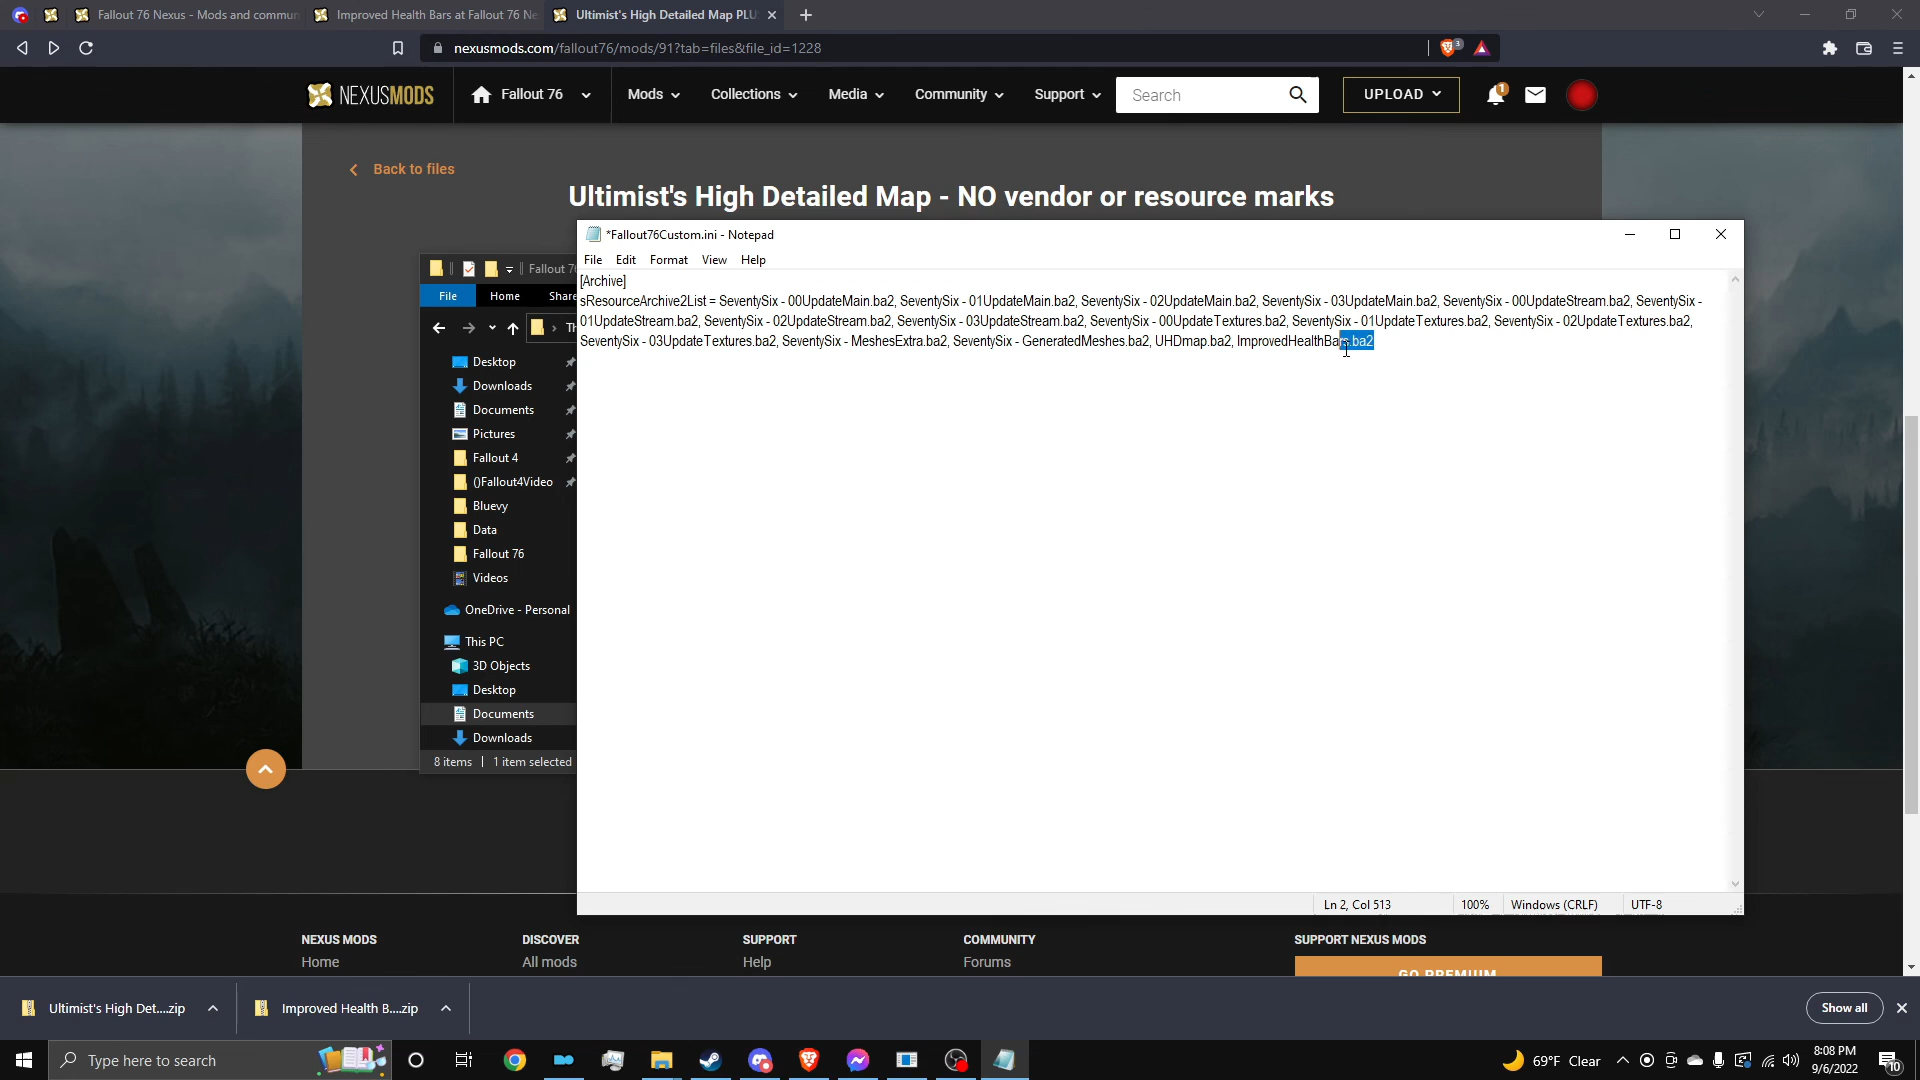 Fallout 76 Nexus - Mods and commun
Improved Health Bars at Fallout 76 Ne
Ultimist's High Detailed Map PLU
nexusmods.com/fallout76/mods/91?tab=files&file_id=1228
3
NEXUSMODS
Fallout 76
Mods
Collections
Media
Community
Support
Search
UPLOAD
1
Back to files
Ultimist's High Detailed Map - NO vendor or resource marks
*Fallout76Custom.ini - Notepad
File Edit Format View Help
[Archive]
sResourceArchive2List = SeventySix - 00UpdateMain.ba2, SeventySix - 01UpdateMain.ba2, SeventySix - 02UpdateMain.ba2, SeventySix - 03UpdateMain.ba2, SeventySix - 00UpdateStream.ba2, SeventySix -
01UpdateStream.ba2, SeventySix - 02UpdateStream.ba2, SeventySix - 03UpdateStream.ba2, SeventySix - 00UpdateTextures.ba2, SeventySix - 01UpdateTextures.ba2, SeventySix - 02UpdateTextures.ba2,
SeventySix - 03UpdateTextures.ba2, SeventySix - MeshesExtra.ba2, SeventySix - GeneratedMeshes.ba2, UHDmap.ba2, ImprovedHealthBars.ba2
Ln 2, Col 513
100%
Windows (CRLF)
UTF-8
Fallout 7
File
Home
Share
Th
Desktop
Downloads
Documents
Pictures
Fallout 4
()Fallout4Video
Bluevy
Data
Fallout 76
Videos
OneDrive - Personal
This PC
3D Objects
Desktop
Documents
Downloads
8 items
1 item selected
NEXUS MODS
Home
DISCOVER
All mods
SUPPORT
Help
COMMUNITY
Forums
SUPPORT NEXUS MODS
GO PREMIUM
Ultimist's High Det....zip
Improved Health B....zip
Show all
Type here to search
69°F Clear
8:08 PM
9/6/2022
10